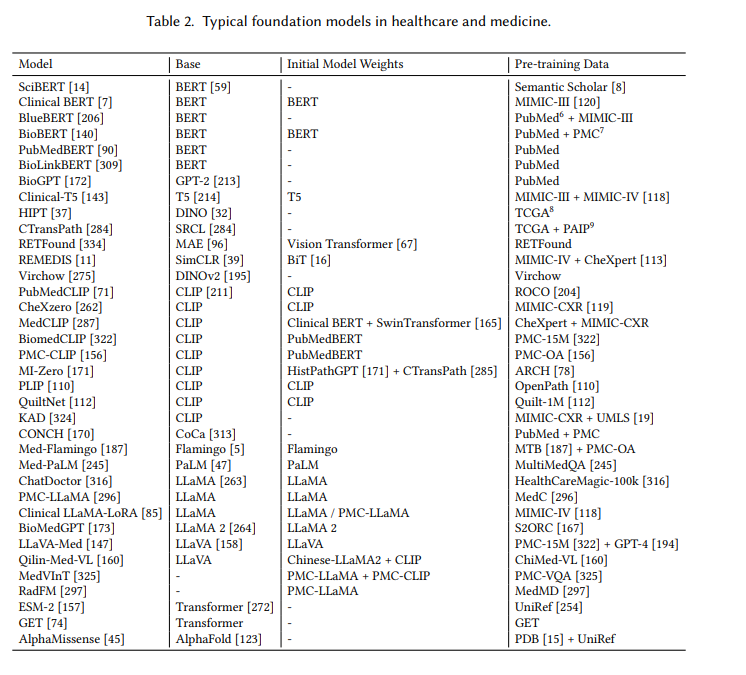 Table 2. Typical foundation models in healthcare and medicine.
Model Base Initial Model Weights Pre-training Data
SciBERT [14] BERT [59] - Semantic Scholar [8]
Clinical BERT [7] BERT BERT MIMIC-III [120]
BlueBERT [206] BERT - PubMed⁶ + MIMIC-III
BioBERT [140] BERT BERT PubMed + PMC⁷
PubMedBERT [90] BERT - PubMed
BioLinkBERT [309] BERT - PubMed
BioGPT [172] GPT-2 [213] - PubMed
Clinical-T5 [143] T5 [214] T5 MIMIC-III + MIMIC-IV [118]
HIPT [37] DINO [32] - TCGA⁸
CTransPath [284] SRCL [284] - TCGA + PAIP⁹
RETFound [334] MAE [96] Vision Transformer [67] RETFound
REMEDIS [11] SimCLR [39] BiT [16] MIMIC-IV + CheXpert [113]
Virchow [275] DINOv2 [195] - Virchow
PubMedCLIP [71] CLIP [211] CLIP ROCO [204]
CheXzero [262] CLIP CLIP MIMIC-CXR [119]
MedCLIP [287] CLIP Clinical BERT + SwinTransformer [165] CheXpert + MIMIC-CXR
BiomedCLIP [322] CLIP PubMedBERT PMC-15M [322]
PMC-CLIP [156] CLIP PubMedBERT PMC-OA [156]
MI-Zero [171] CLIP HistPathGPT [171] + CTransPath [285] ARCH [78]
PLIP [110] CLIP CLIP OpenPath [110]
QuiltNet [112] CLIP CLIP Quilt-1M [112]
KAD [324] CLIP - MIMIC-CXR + UMLS [19]
CONCH [170] CoCa [313] - PubMed + PMC
Med-Flamingo [187] Flamingo [5] Flamingo MTB [187] + PMC-OA
Med-PaLM [245] PaLM [47] PaLM MultiMedQA [245]
ChatDoctor [316] LLaMA [263] LLaMA HealthCareMagic-100k [316]
PMC-LLaMA [296] LLaMA LLaMA MedC [296]
Clinical LLaMA-LoRA [85] LLaMA LLaMA / PMC-LLaMA MIMIC-IV [118]
BioMedGPT [173] LLaMA 2 [264] LLaMA 2 S2ORC [167]
LLaVA-Med [147] LLaVA [158] LLaVA PMC-15M [322] + GPT-4 [194]
Qilin-Med-VL [160] LLaVA Chinese-LLaMA2 + CLIP ChiMed-VL [160]
MedVInT [325] - PMC-LLaMA + PMC-CLIP PMC-VQA [325]
RadFM [297] - PMC-LLaMA MedMD [297]
ESM-2 [157] Transformer [272] - UniRef [254]
GET [74] Transformer - GET
AlphaMissense [45] AlphaFold [123] - PDB [15] + UniRef